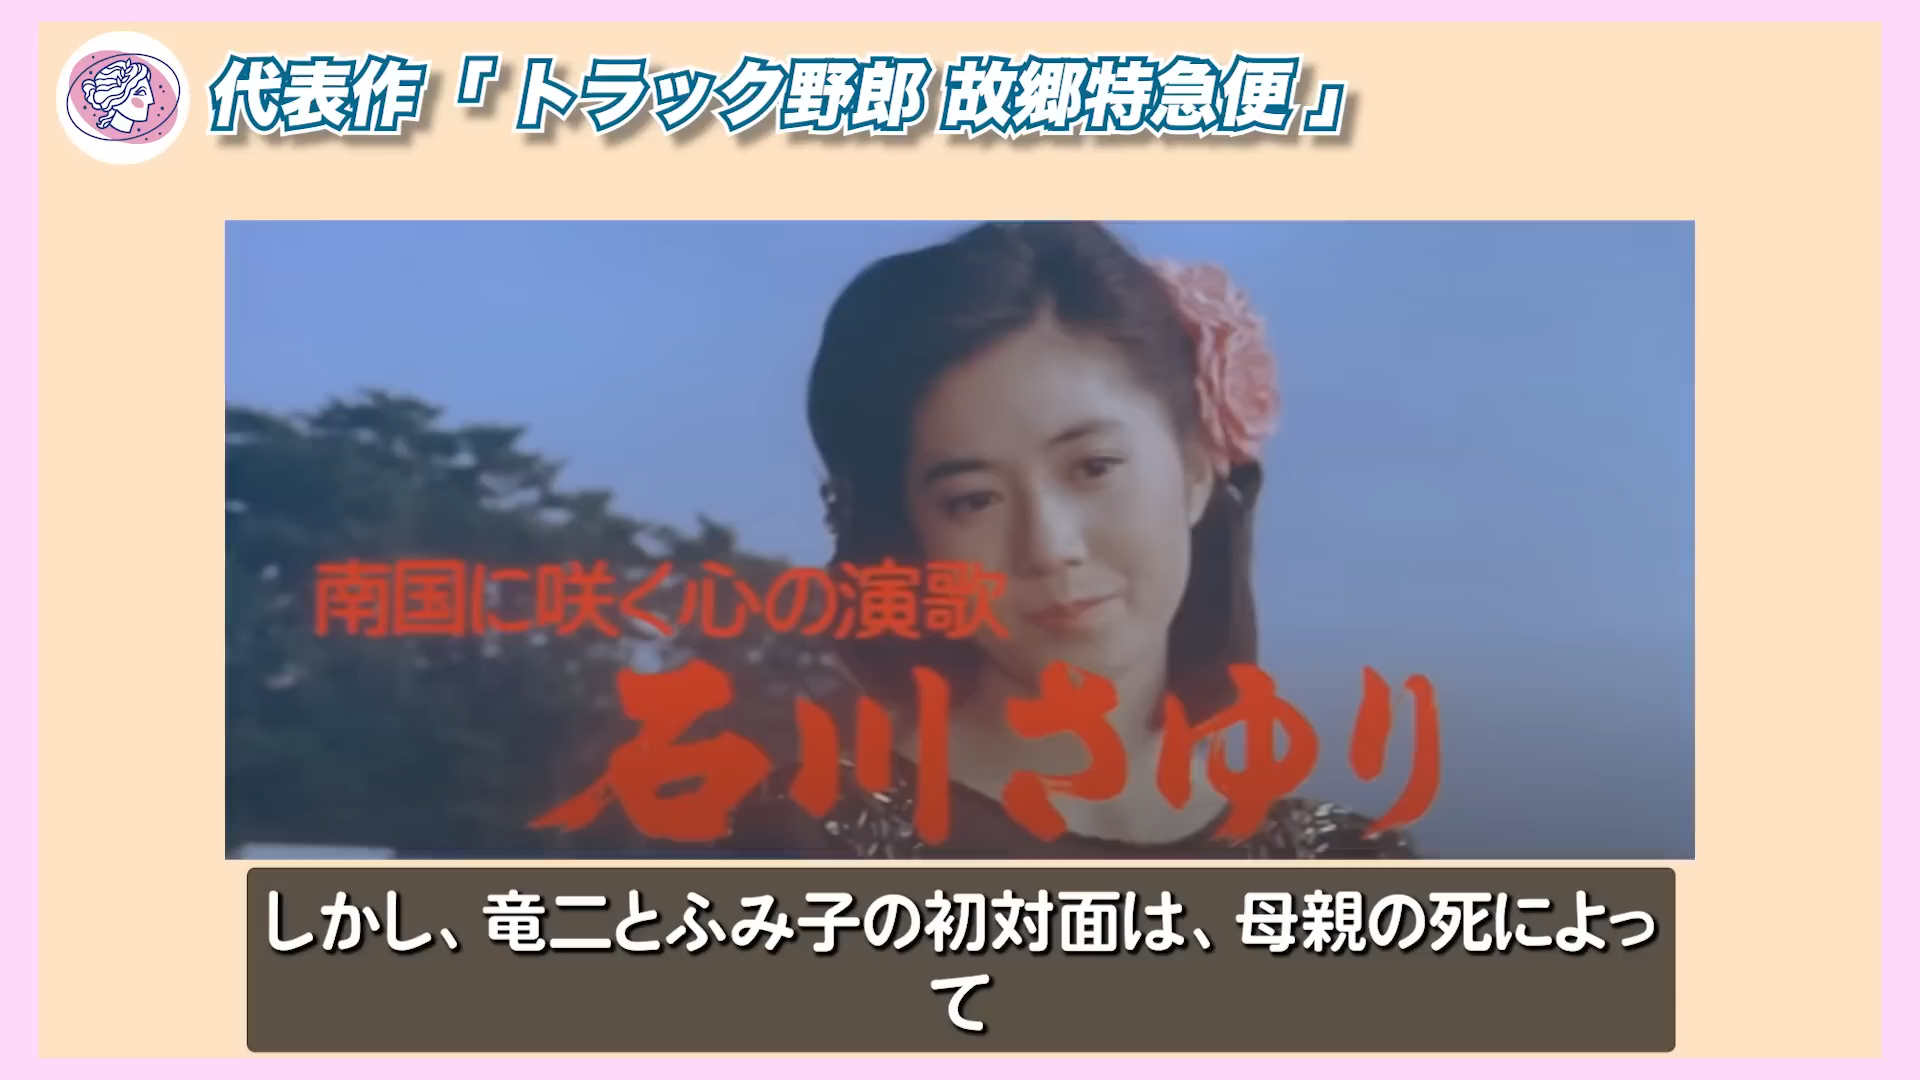 代表作「トラック野郎 故郷特急便」
南国に咲く心の演歌
石川さゆり
しかし、竜二とふみ子の初対面は、母親の死によっ
て